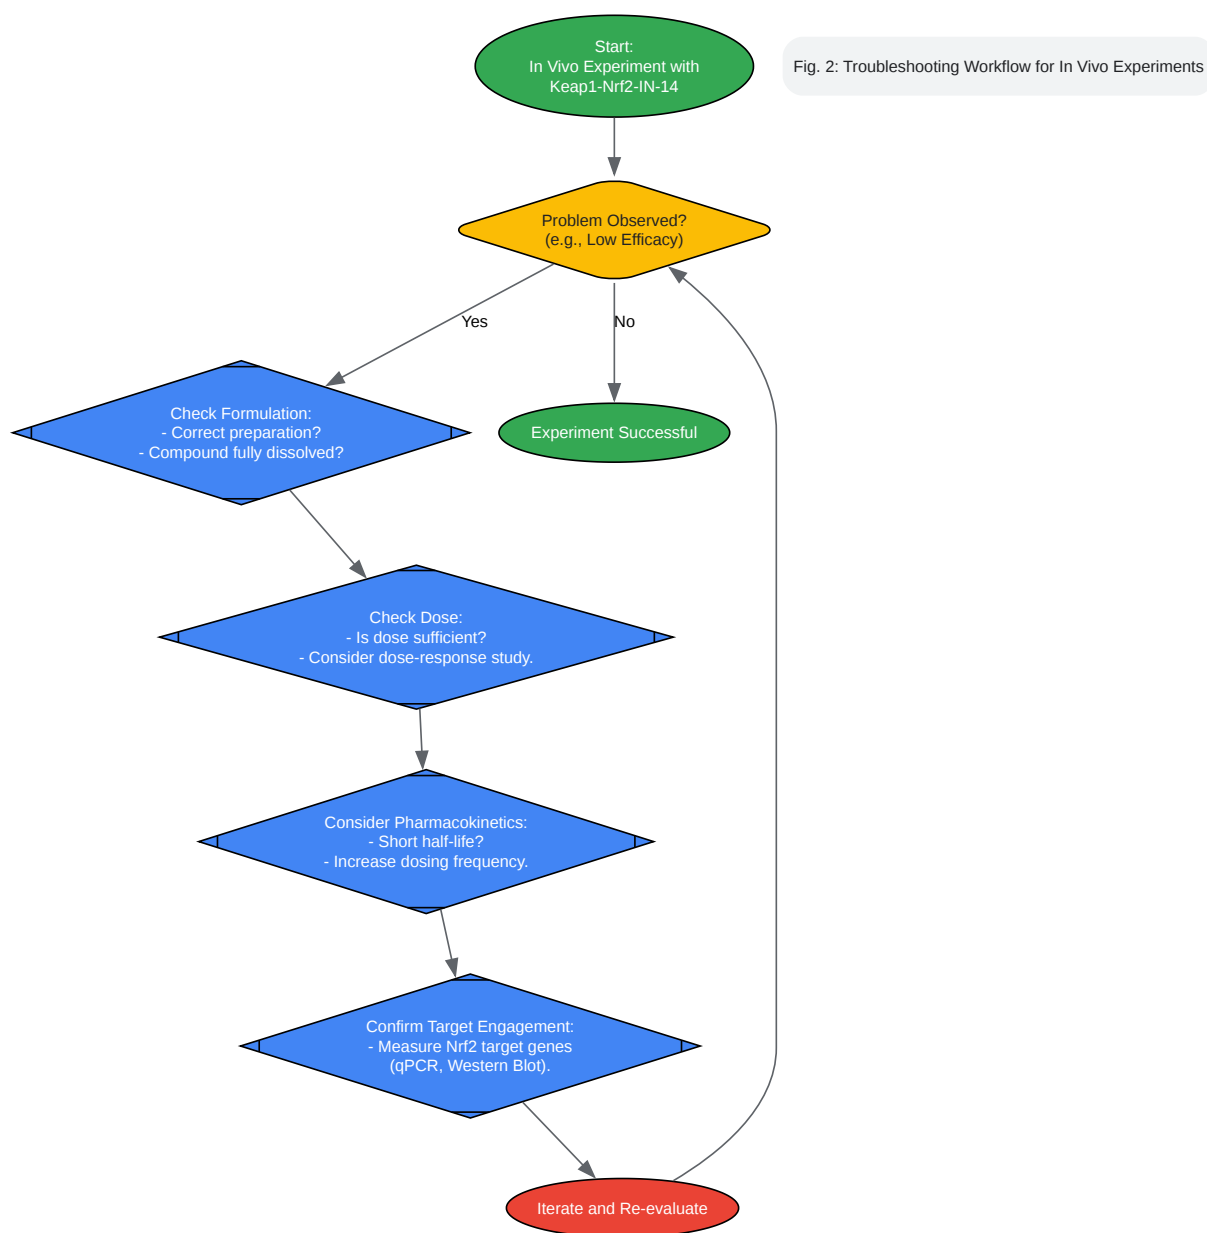 Start:
In Vivo Experiment with
Keap1-Nrf2-IN-14
Fig. 2: Troubleshooting Workflow for In Vivo Experiments
Problem Observed?
(e.g., Low Efficacy)
Yes
No
Check Formulation:
- Correct preparation?
- Compound fully dissolved?
Experiment Successful
Check Dose:
- Is dose sufficient?
- Consider dose-response study.
Consider Pharmacokinetics:
- Short half-life?
- Increase dosing frequency.
Confirm Target Engagement:
- Measure Nrf2 target genes
(qPCR, Western Blot).
Iterate and Re-evaluate